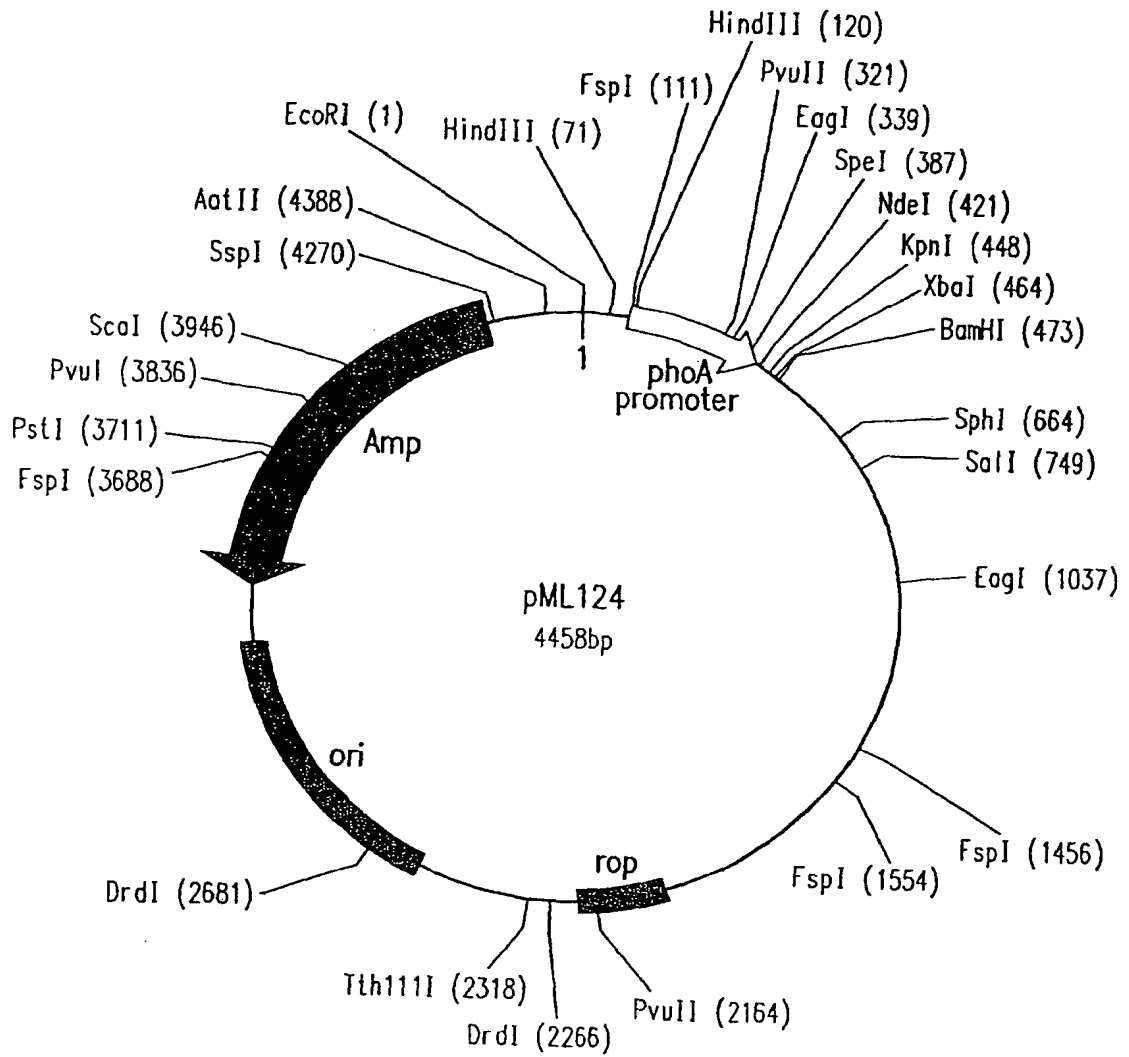 HindIII (120)
FspI (111)
PvuII (321)
EcoRI (1)
HindIII (71)
EagI (339)
SpeI (387)
AatII (4388)
NdeI (421)
SspI (4270)
KpnI (448)
XbaI (464)
ScaI (3946)
BamHI (473)
1
phoA
promoter
PvuI (3836)
PstI (3711)
Amp
SphI (664)
FspI (3688)
SalI (749)
EagI (1037)
pML124
4458bp
ori
FspI (1456)
rop
FspI (1554)
DrdI (2681)
Tth111I (2318)
PvuII (2164)
DrdI (2266)